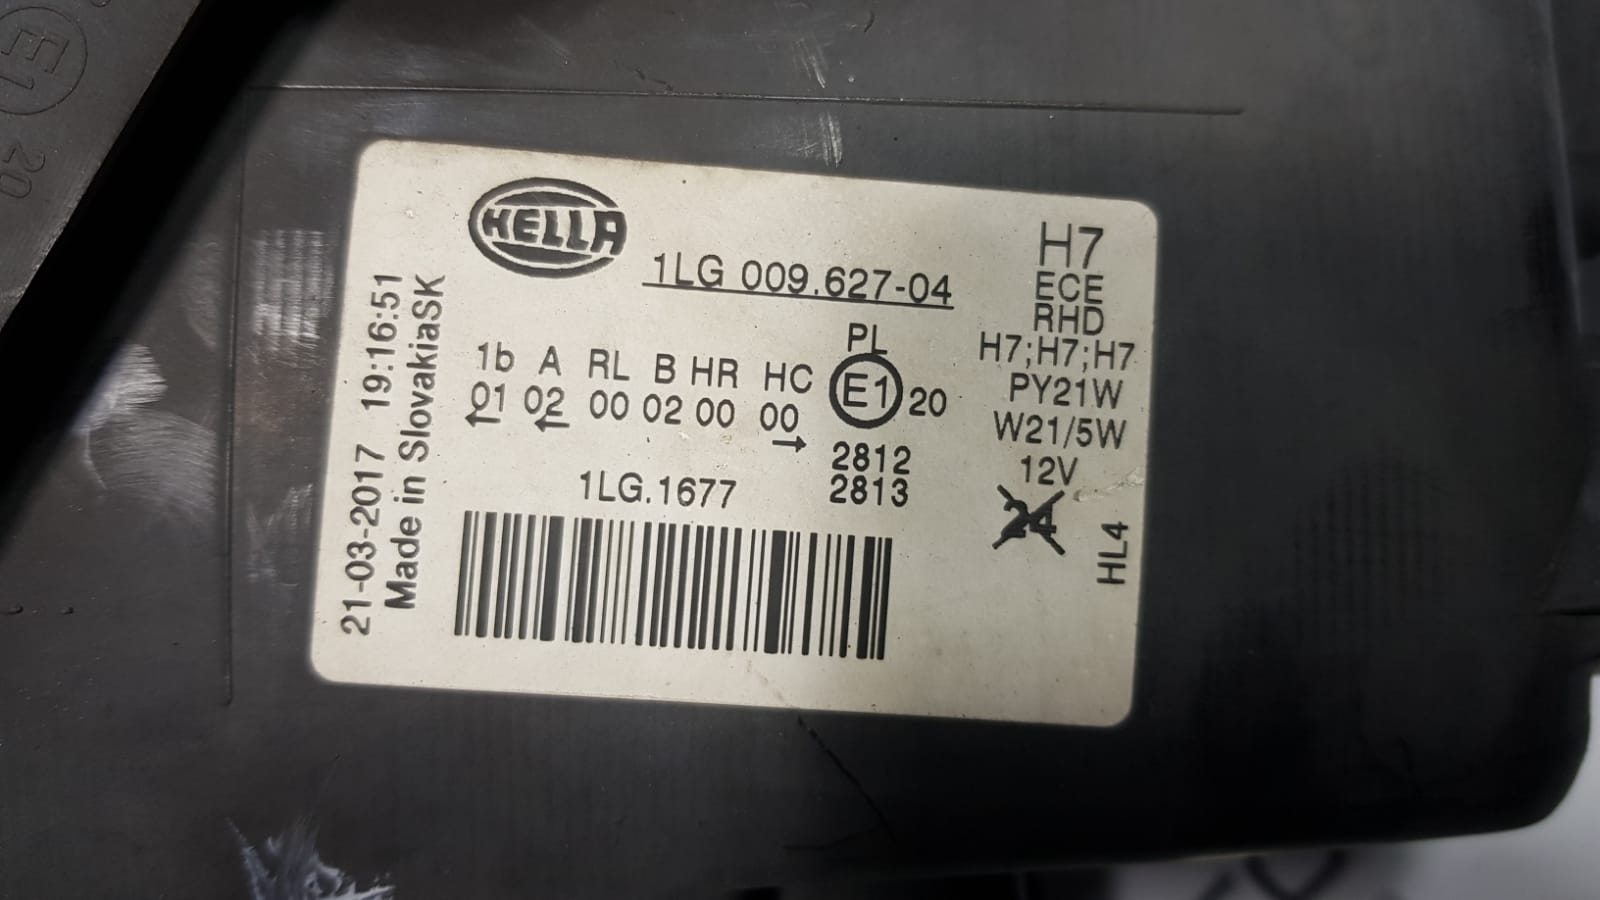 HELLA
1LG 009.627-04
H7
ECE
RHD
H7;H7;H7
PY21W
W21/5W
12V
24
HL4
PL
1b A RL B HR HC E1 20
01 02 00 02 00 00
2812
2813
1LG.1677
21-03-2017 19:16:51
Made in SlovakiaSK
E1
20